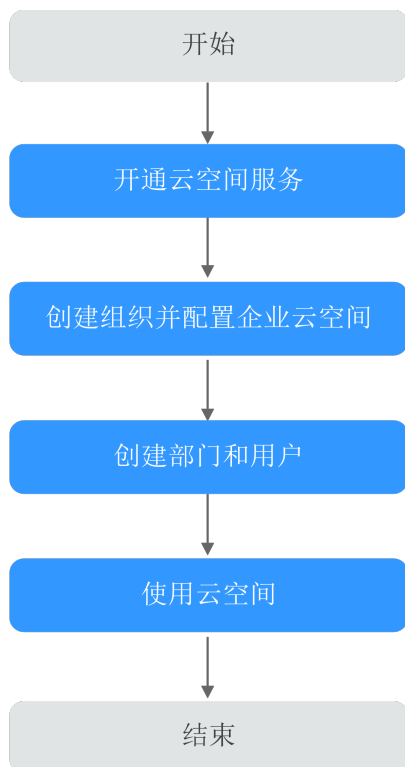 开始
开通云空间服务
创建组织并配置企业云空间
创建部门和用户
使用云空间
结束